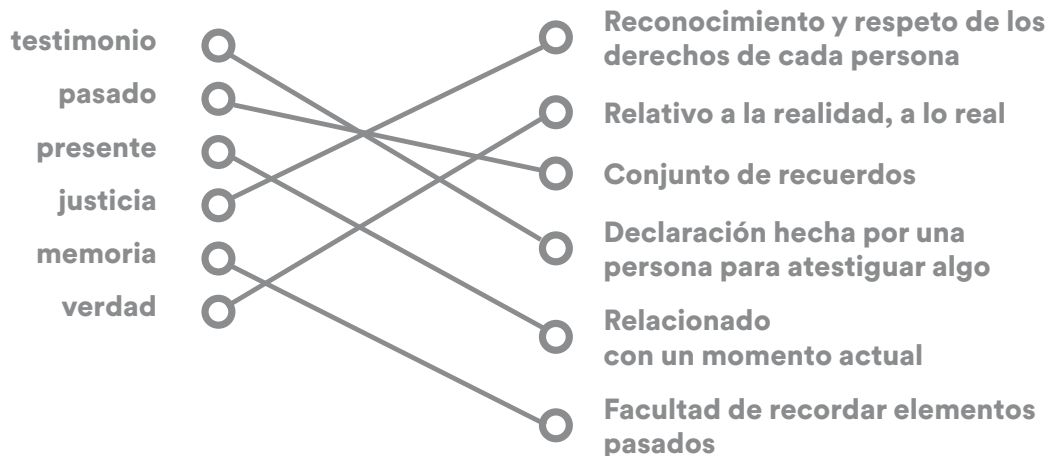 testimonio
pasado
presente
justicia
memoria
verdad
Reconocimiento y respeto de los
derechos de cada persona
Relativo a la realidad, a lo real
Conjunto de recuerdos
Declaración hecha por una
persona para atestiguar algo
Relacionado
con un momento actual
Facultad de recordar elementos
pasados